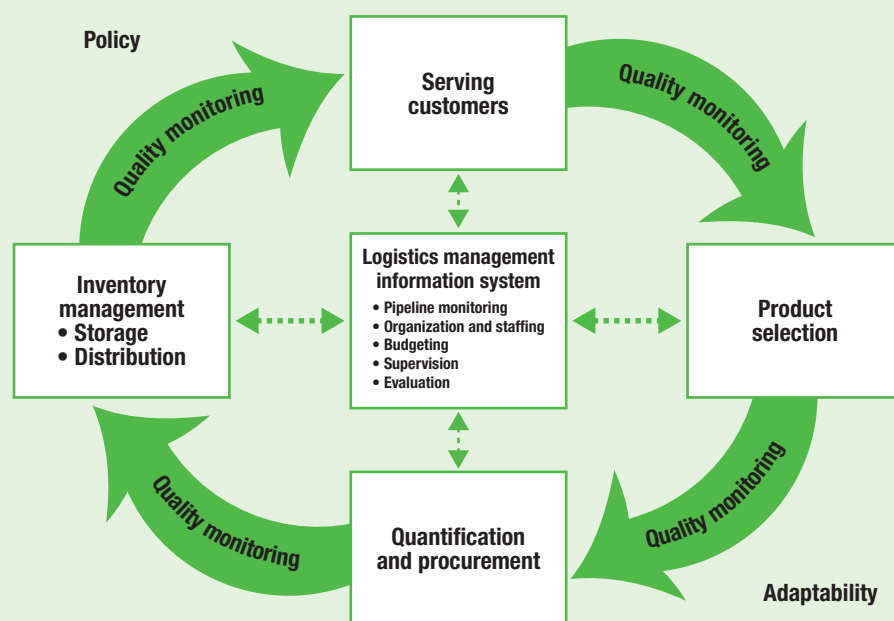 Policy
Serving
customers
Quality monitoring
Quality monitoring
Inventory
management
• Storage
• Distribution
Logistics management
information system
• Pipeline monitoring
• Organization and staffing
• Budgeting
• Supervision
• Evaluation
Product
selection
Quality monitoring
Quality monitoring
Quantification
and procurement
Adaptability